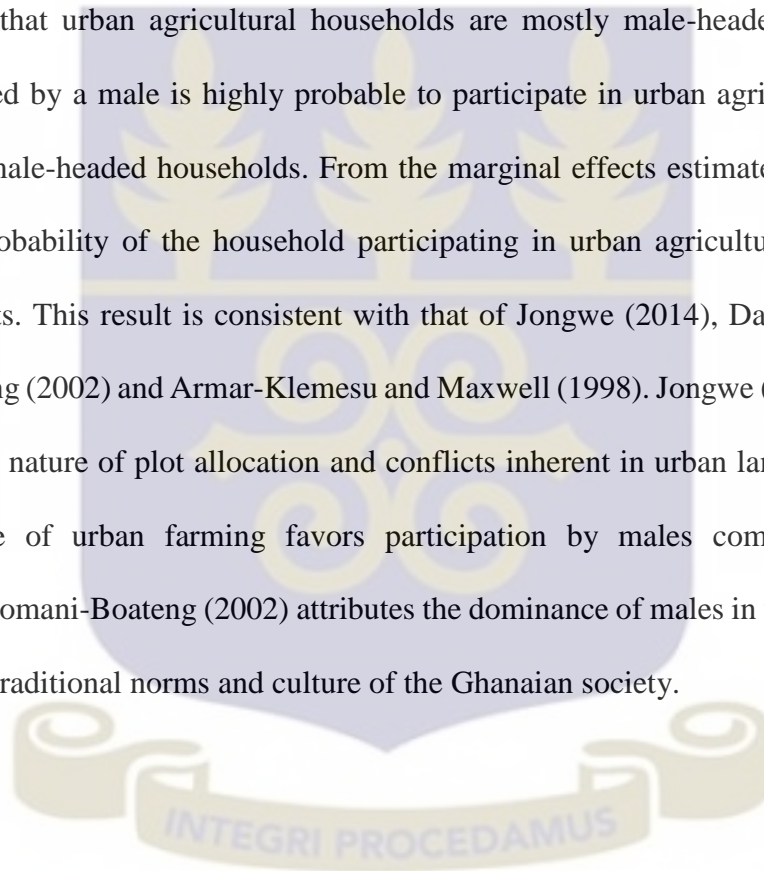 that urban agricultural households are mostly male-heade
ed by a male is highly probable to participate in urban agri
male-headed households. From the marginal effects estimate
obability of the household participating in urban agricultu
ts. This result is consistent with that of Jongwe (2014), Da
ng (2002) and Armar-Klemesu and Maxwell (1998). Jongwe (
nature of plot allocation and conflicts inherent in urban lan
e of urban farming favors participation by males com
omani-Boateng (2002) attributes the dominance of males in
traditional norms and culture of the Ghanaian society.
INTEGRI PROCEDAMUS